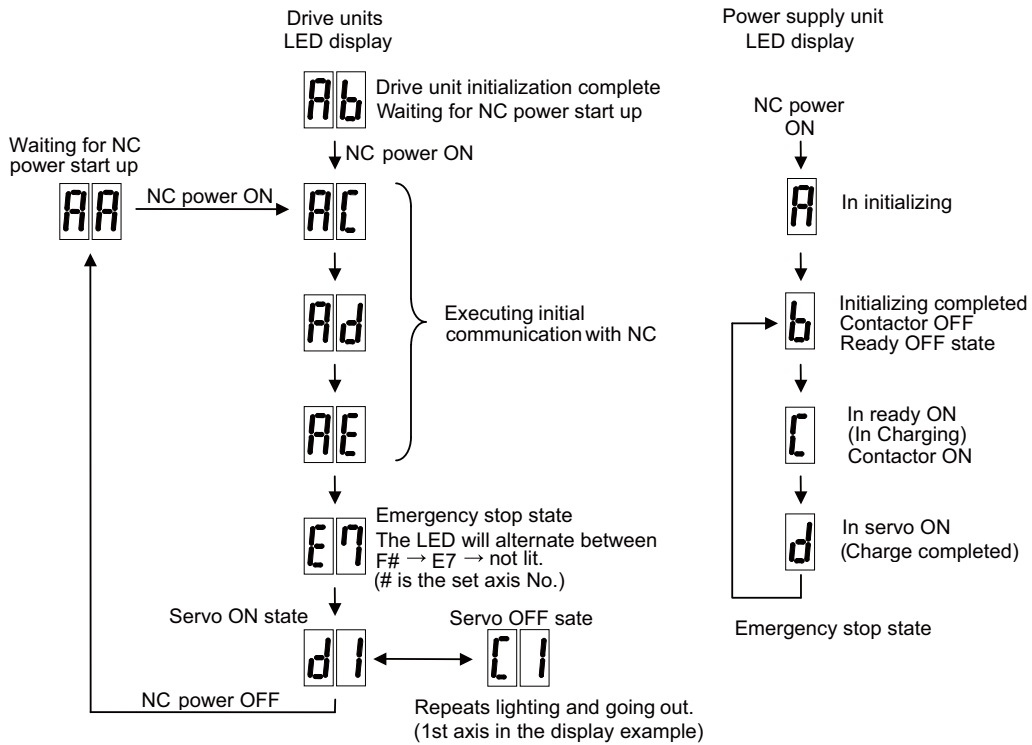 Drive units
LED display
Power supply unit
LED display
Ab
Drive unit initialization complete
Waiting for NC power start up
NC power
ON
Waiting for NC
power start up
NC power ON
AA
NC power ON
AC
A
In initializing
Ad
Executing initial
communication with NC
b
Initializing completed
Contactor OFF
Ready OFF state
AE
C
In ready ON
(In Charging)
Contactor ON
E7
Emergency stop state
The LED will alternate between
F# → E7 → not lit.
(# is the set axis No.)
d
In servo ON
(Charge completed)
Servo ON state
Servo OFF sate
Emergency stop state
d1
C1
NC power OFF
Repeats lighting and going out.
(1st axis in the display example)